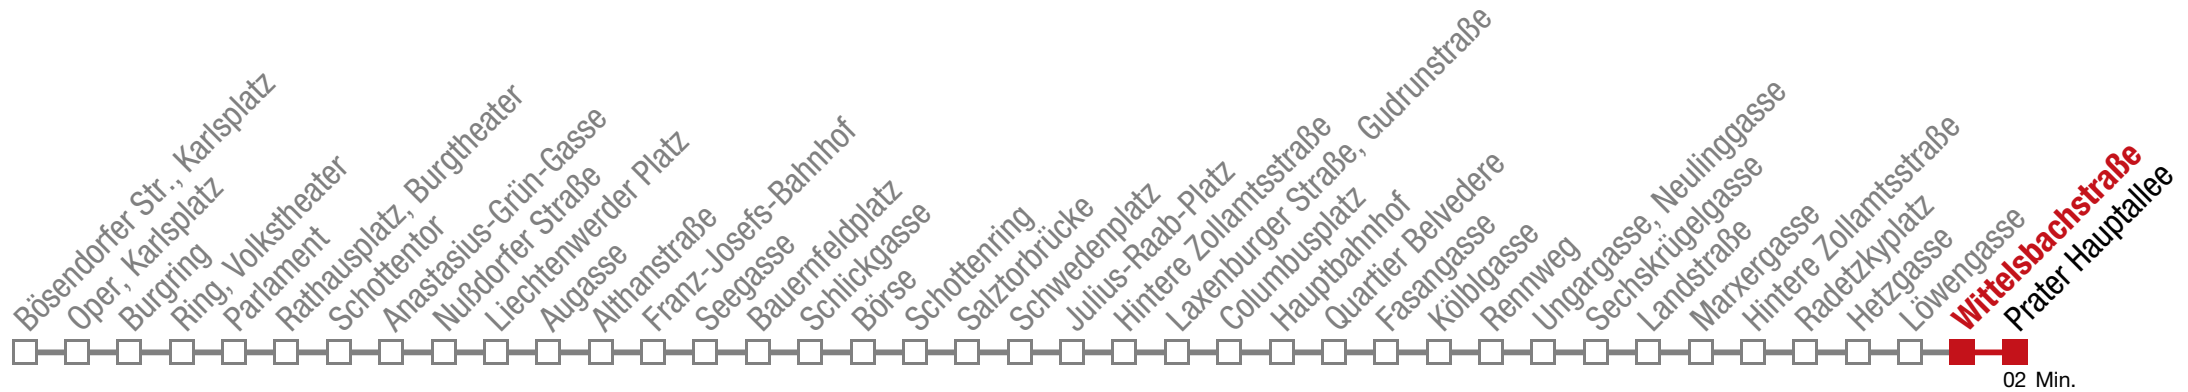 Bösendorfer Str., Karlsplatz
Oper, Karlsplatz
Burgring
Ring, Volkstheater
Parlament
Rathausplatz, Burgtheater
Schottentor
Anastasius-Grün-Gasse
Nußdorfer Straße
Liechtenwerder Platz
Augasse
Althanstraße
Franz-Josefs-Bahnhof
Seegasse
Bauernfeldplatz
Schlickgasse
Börse
Schottenring
Salztorbrücke
Schwedenplatz
Julius-Raab-Platz
Hintere Zollamtsstraße
Laxenburger Straße, Gudrunstraße
Columbusplatz
Hauptbahnhof
Quartier Belvedere
Fasangasse
Kölblgasse
Rennweg
Ungargasse, Neulinggasse
Sechskrügelgasse
Landstraße
Marxergasse
Hintere Zollamtsstraße
Radetzkyplatz
Hetzgasse
Löwengasse
Wittelsbachstraße
Prater Hauptallee
02 Min.